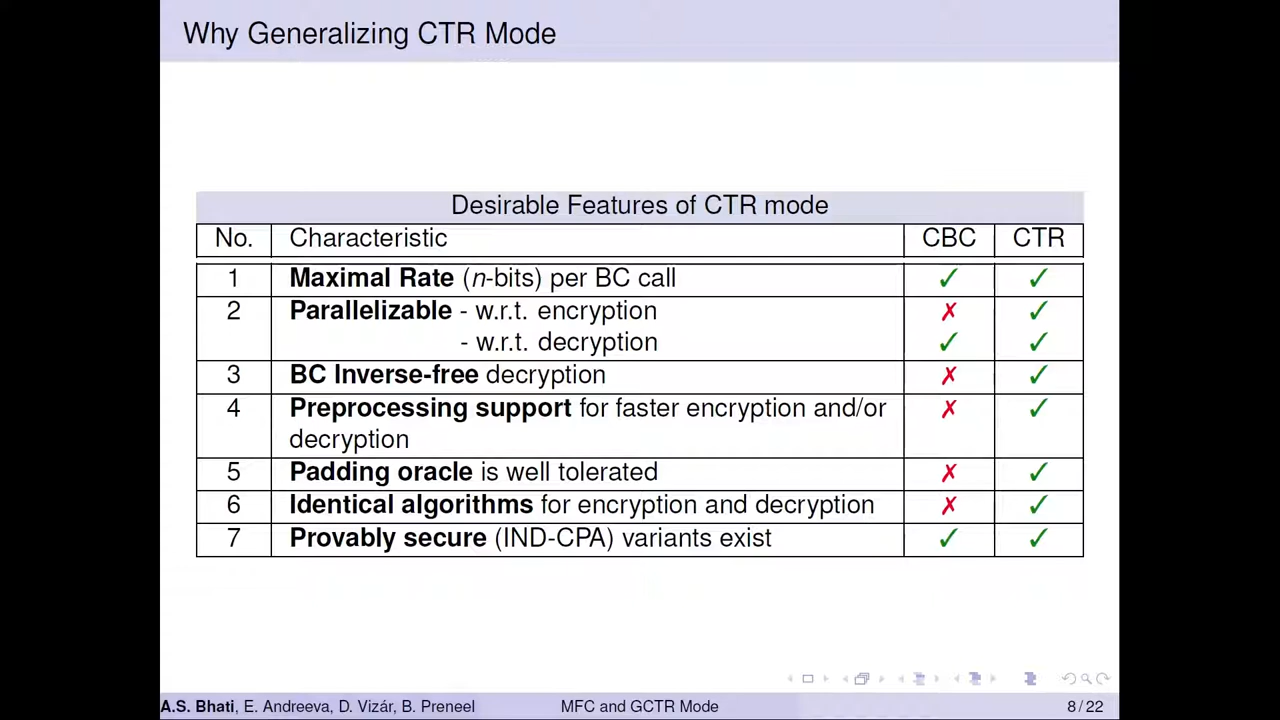 Why Generalizing CTR Mode
Desirable Features of CTR mode
No. Characteristic CBC CTR
1 Maximal Rate (n-bits) per BC call ✓ ✓
2 Parallelizable - w.r.t. encryption ✗ ✓
- w.r.t. decryption ✓ ✓
3 BC Inverse-free decryption ✗ ✓
4 Preprocessing support for faster encryption and/or ✗ ✓
decryption
5 Padding oracle is well tolerated ✗ ✓
6 Identical algorithms for encryption and decryption ✗ ✓
7 Provably secure (IND-CPA) variants exist ✓ ✓
A.S. Bhati, E. Andreeva, D. Vizár, B. Preneel MFC and GCTR Mode 8 / 22